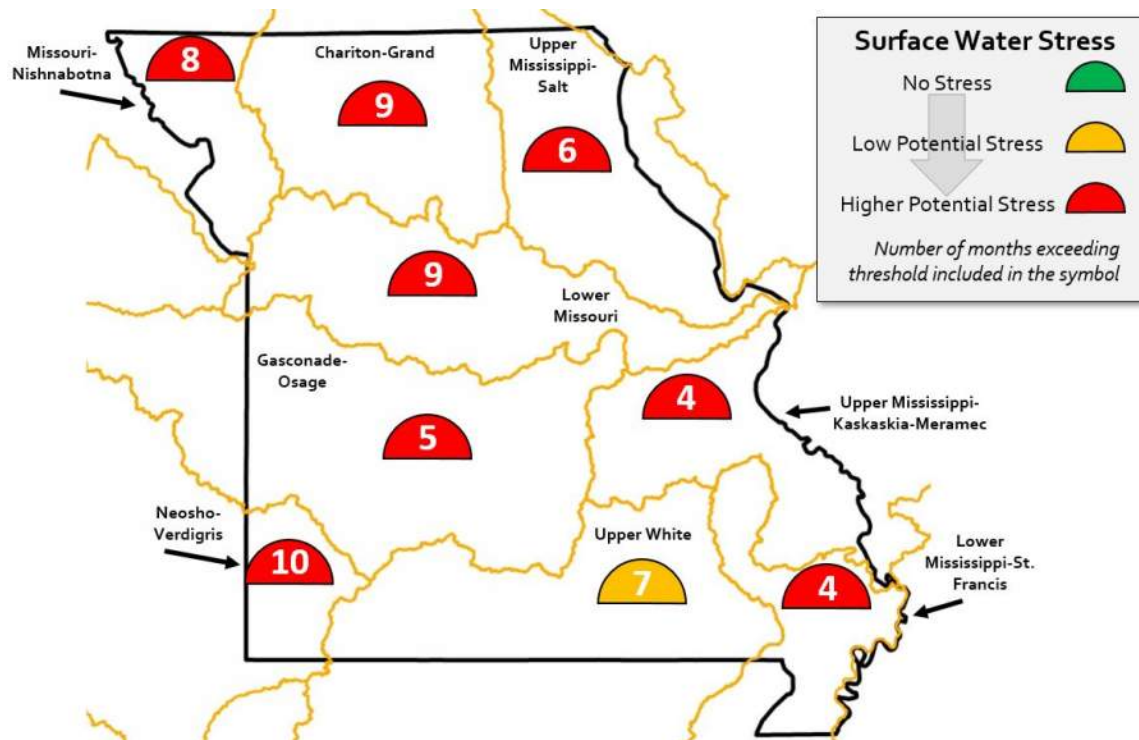 Missouri-
Nishnabotna
8
Chariton-Grand
9
Upper
Mississippi-
Salt
6
Surface Water Stress
No Stress
Low Potential Stress
Higher Potential Stress
Number of months exceeding
threshold included in the symbol
9
Lower
Missouri
Gasconade-
Osage
5
4
Upper Mississippi-
Kaskaskia-Meramec
Neosho-
Verdigris
10
Upper White
7
4
Lower
Mississippi-St.
Francis